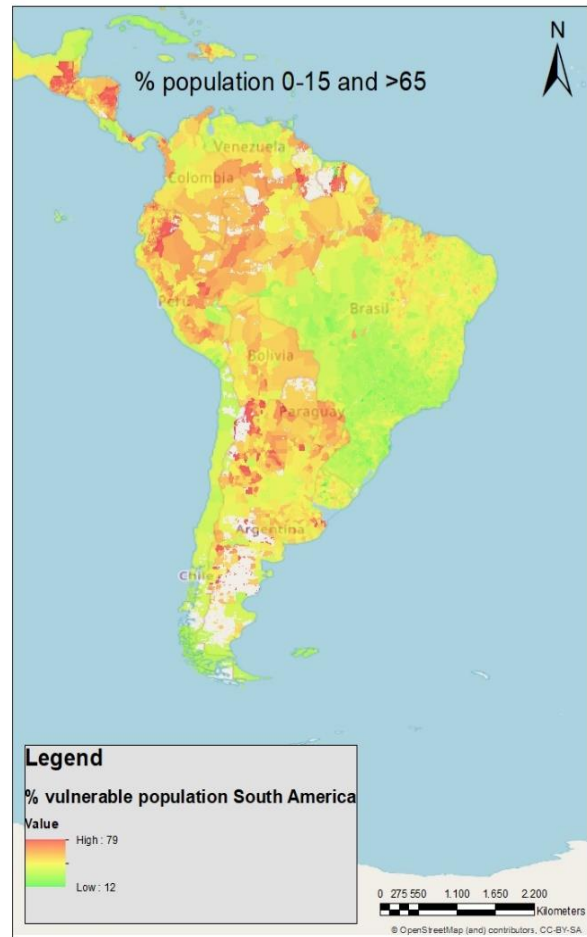 N
% population 0-15 and >65
Venezuela
Colombia
Perú
Brasil
Bolivia
Paraguay
Argentina
Chile
Legend
% vulnerable population South America
Value
High : 79
Low : 12
0 275 550 1.100 1.650 2.200
Kilometers
© OpenStreetMap (and) contributors, CC-BY-SA